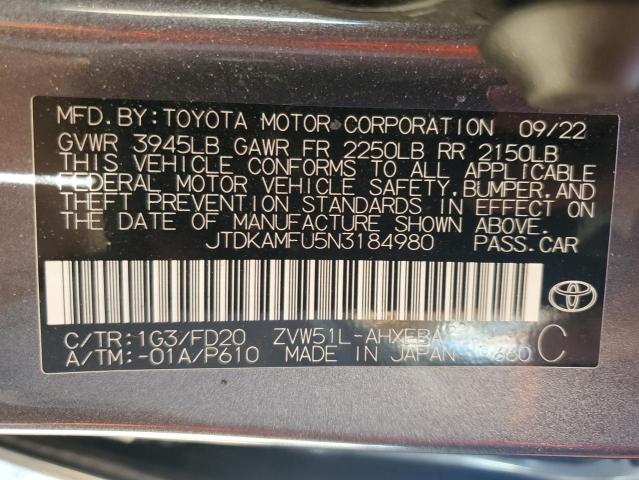 MFD. BY: TOYOTA MOTOR CORPORATION 09/22
GVWR 3945LB GAWR FR 2250LB RR 2150LB
THIS VEHICLE CONFORMS TO ALL APPLICABLE
FEDERAL MOTOR VEHICLE SAFETY, BUMPER, AND
THEFT PREVENTION STANDARDS IN EFFECT ON
THE DATE OF MANUFACTURE SHOWN ABOVE.
JTDKAMFU5N3184980 PASS. CAR
C/TR: 1G3/FD20 ZVW51L-AHXEBA C
A/TM: -01A/P610 MADE IN JAPAN